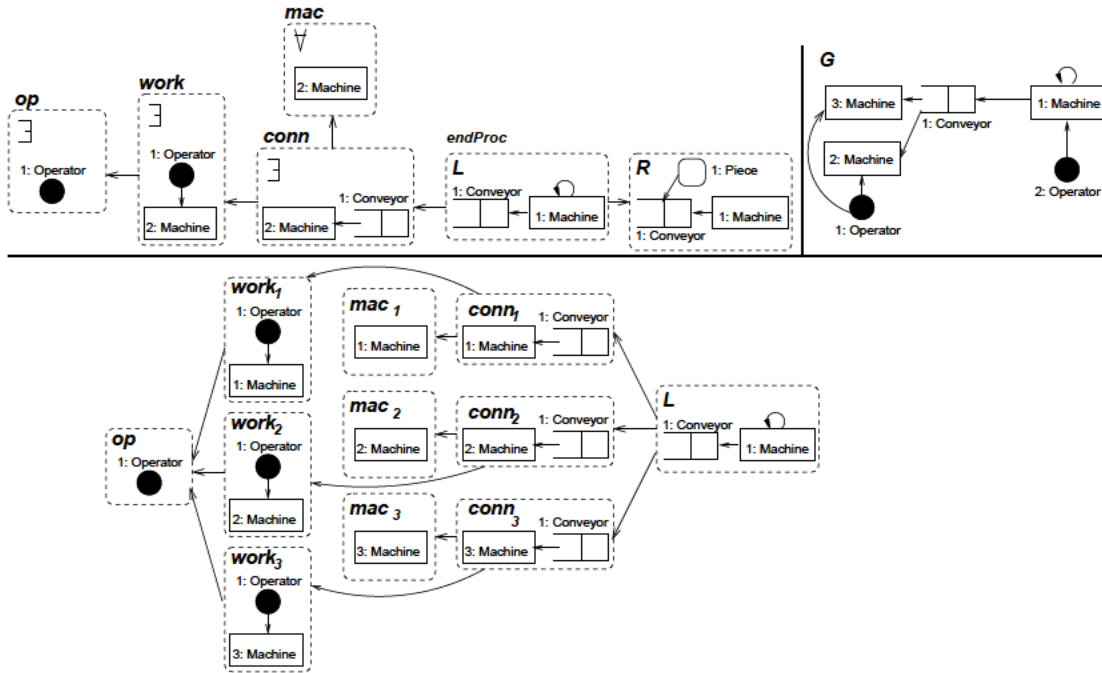 mac
∀
2: Machine
op
∃
1: Operator
work
∃
1: Operator
2: Machine
conn
∃
1: Conveyor
2: Machine
endProc
L
1: Conveyor
1: Machine
R
1: Piece
1: Machine
1: Conveyor
G
3: Machine
1: Machine
1: Conveyor
2: Machine
2: Operator
1: Operator
work1
1: Operator
1: Machine
mac 1
1: Machine
conn1
1: Conveyor
1: Machine
work2
1: Operator
2: Machine
mac 2
2: Machine
conn2
1: Conveyor
2: Machine
L
1: Conveyor
1: Machine
op
1: Operator
mac 3
3: Machine
conn 3
1: Conveyor
3: Machine
work3
1: Operator
3: Machine